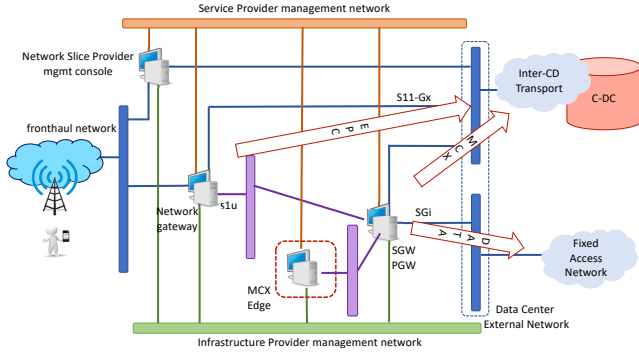 Service Provider management network
Network Slice Provider
mgmt console
Inter-CD
Transport
C-DC
S11-Gx
fronthaul network
EPC
MCX
s1u
Network
gateway
SGi
DATA
SGW
PGW
Fixed
Access
Network
MCX
Edge
Data Center
External Network
Infrastructure Provider management network